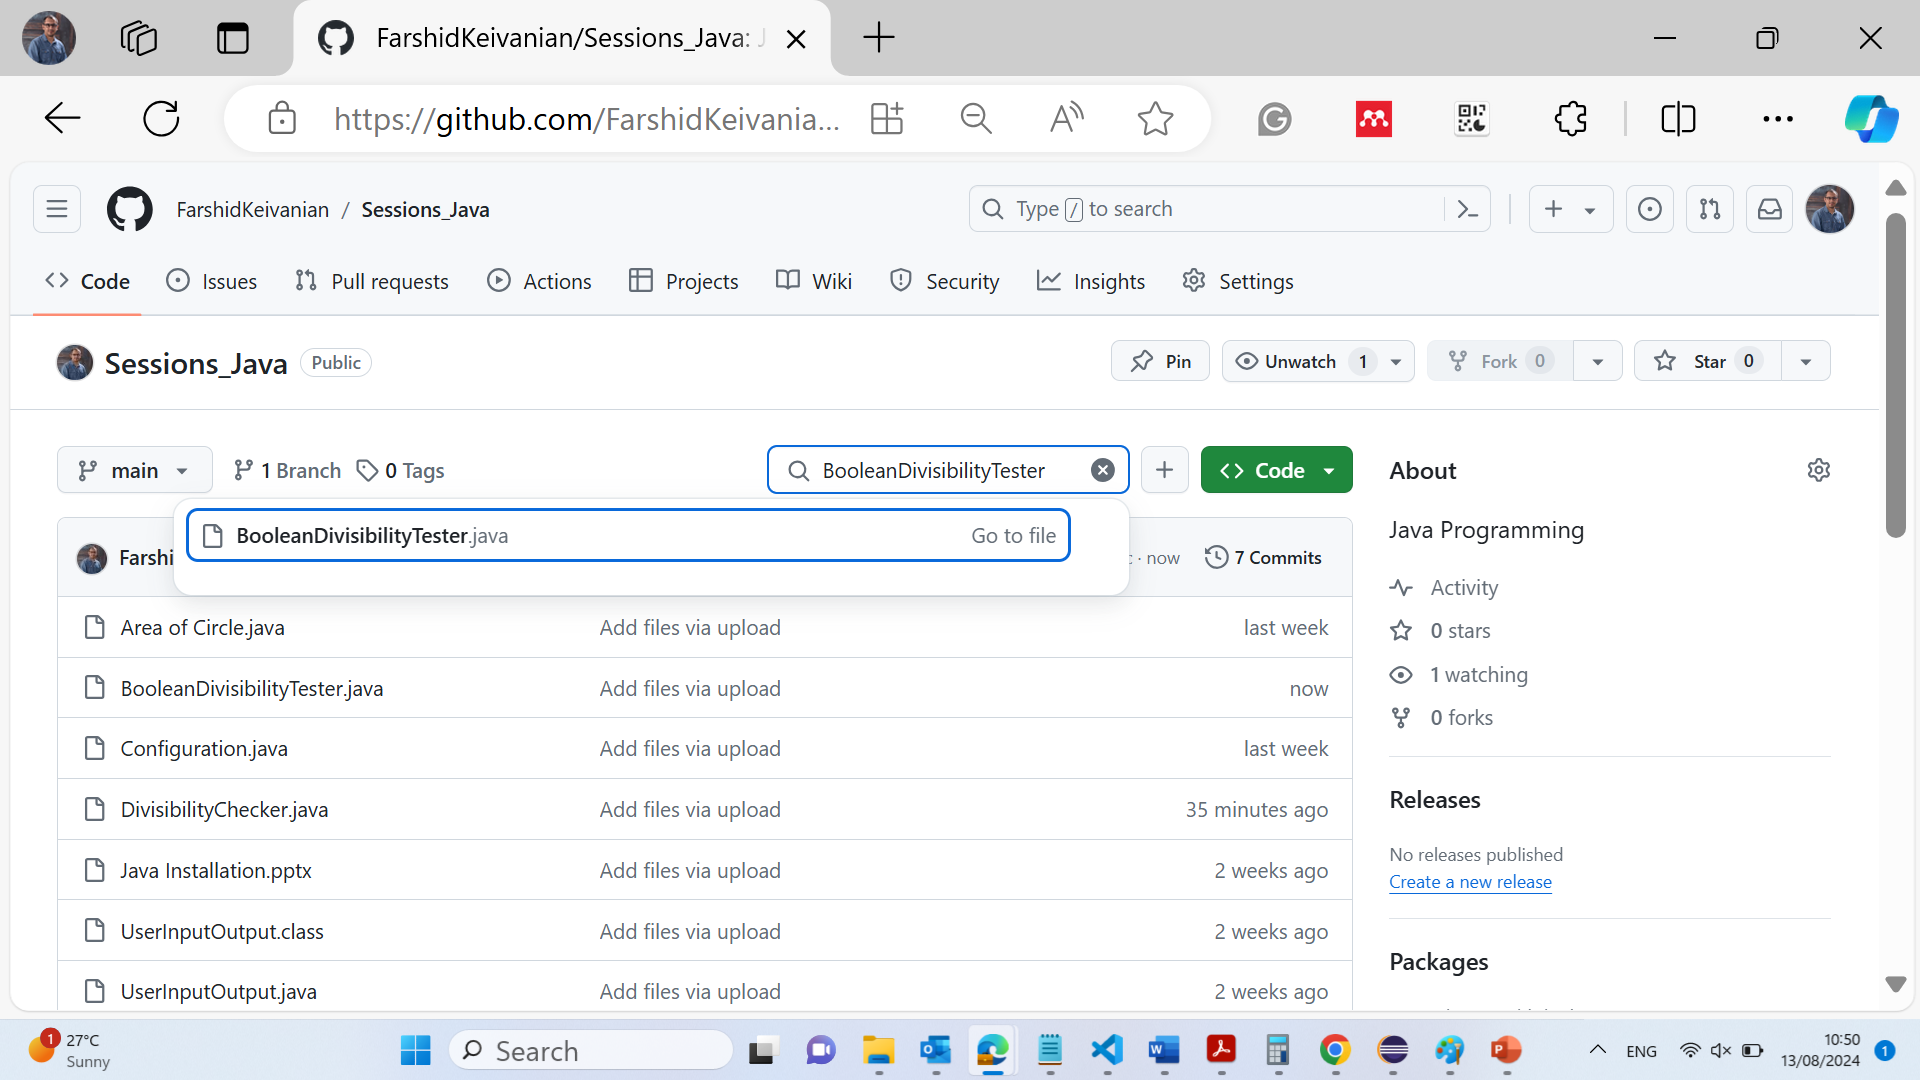 FarshidKeivanian/Sessions_Java: J
https://github.com/FarshidKeivania...
FarshidKeivanian / Sessions_Java
Type / to search
Code Issues Pull requests Actions Projects Wiki Security Insights Settings
Sessions_Java Public
Pin Unwatch 1 Fork 0 Star 0
main 1 Branch 0 Tags BooleanDivisibilityTester Code
BooleanDivisibilityTester.java Go to file
Farshi · now 7 Commits
Area of Circle.java Add files via upload last week
BooleanDivisibilityTester.java Add files via upload now
Configuration.java Add files via upload last week
DivisibilityChecker.java Add files via upload 35 minutes ago
Java Installation.pptx Add files via upload 2 weeks ago
UserInputOutput.class Add files via upload 2 weeks ago
UserInputOutput.java Add files via upload 2 weeks ago
About
Java Programming
Activity
0 stars
1 watching
0 forks
Releases
No releases published
Create a new release
Packages
1
27°C
Sunny
Search
ENG
10:50
13/08/2024
1